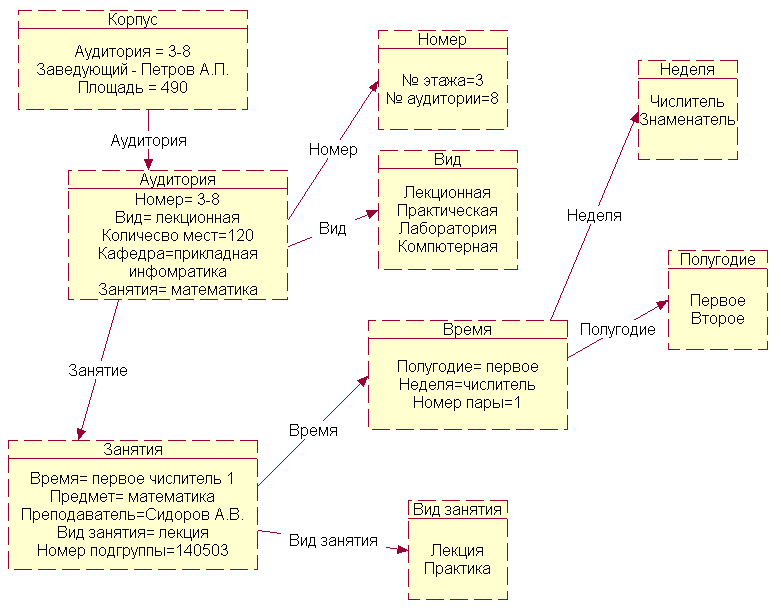 Корпус
Аудитория = 3-8
Заведующий - Петров А.П.
Площадь = 490
Аудитория
Аудитория
Номер= 3-8
Вид= лекционная
Количесво мест=120
Кафедра=прикладная
инфомратика
Занятия= математика
Номер
Номер
№ этажа=3
№ аудитории=8
Вид
Вид
Лекционная
Практическая
Лаборатория
Компютерная
Занятие
Занятия
Время= первое числитель 1
Предмет= математика
Преподаватель=Сидоров А.В.
Вид занятия= лекция
Номер подгруппы=140503
Время
Время
Полугодие= первое
Неделя=числитель
Номер пары=1
Неделя
Неделя
Числитель
Знаменатель
Полугодие
Полугодие
Первое
Второе
Вид занятия
Вид занятия
Лекция
Практика